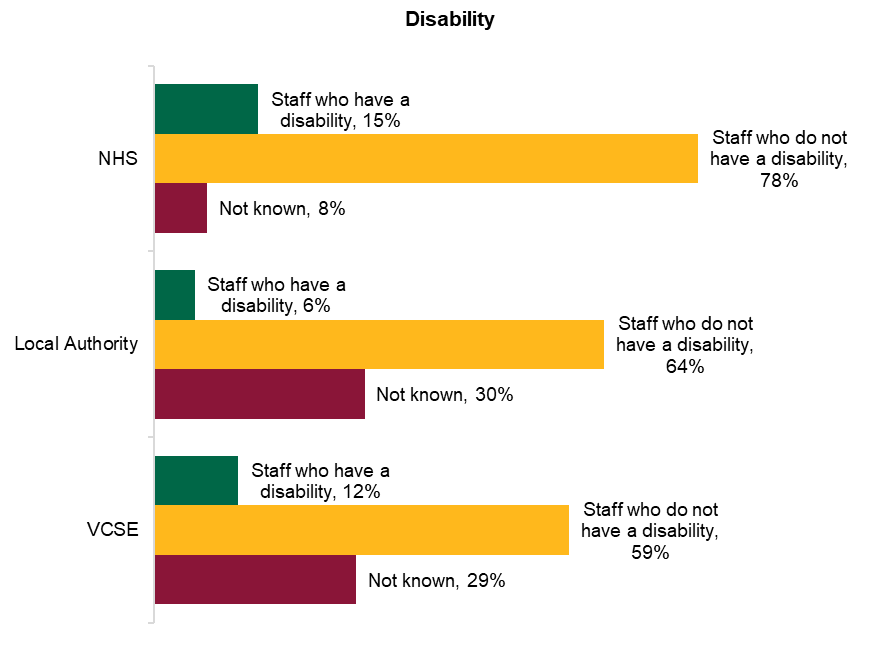 Disability
Staff who have a
disability, 15%
Staff who do not
have a disability,
78%
NHS
Not known, 8%
Staff who have a
disability, 6%
Staff who do not
have a disability,
64%
Local Authority
Not known, 30%
Staff who have a
disability, 12%
Staff who do not
have a disability,
59%
VCSE
Not known, 29%